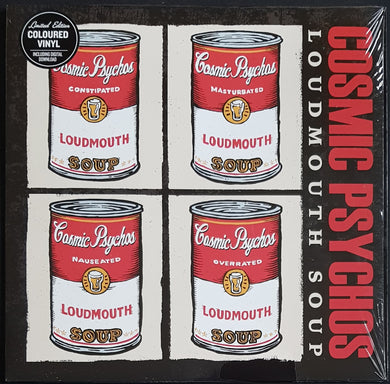 Limited Edition
COLOURED
VINYL
INCLUDING DIGITAL
DOWNLOAD
Cosmic Psychos
CONSTIPATED
LOUDMOUTH
SOUP
Cosmic Psychos
MASTURBATED
LOUDMOUTH
SOUP
Cosmic Psychos
NAUSEATED
LOUDMOUTH
SOUP
Cosmic Psychos
OVERRATED
LOUDMOUTH
SOUP
COSMIC PSYCHOS
LOUDMOUTH SOUP